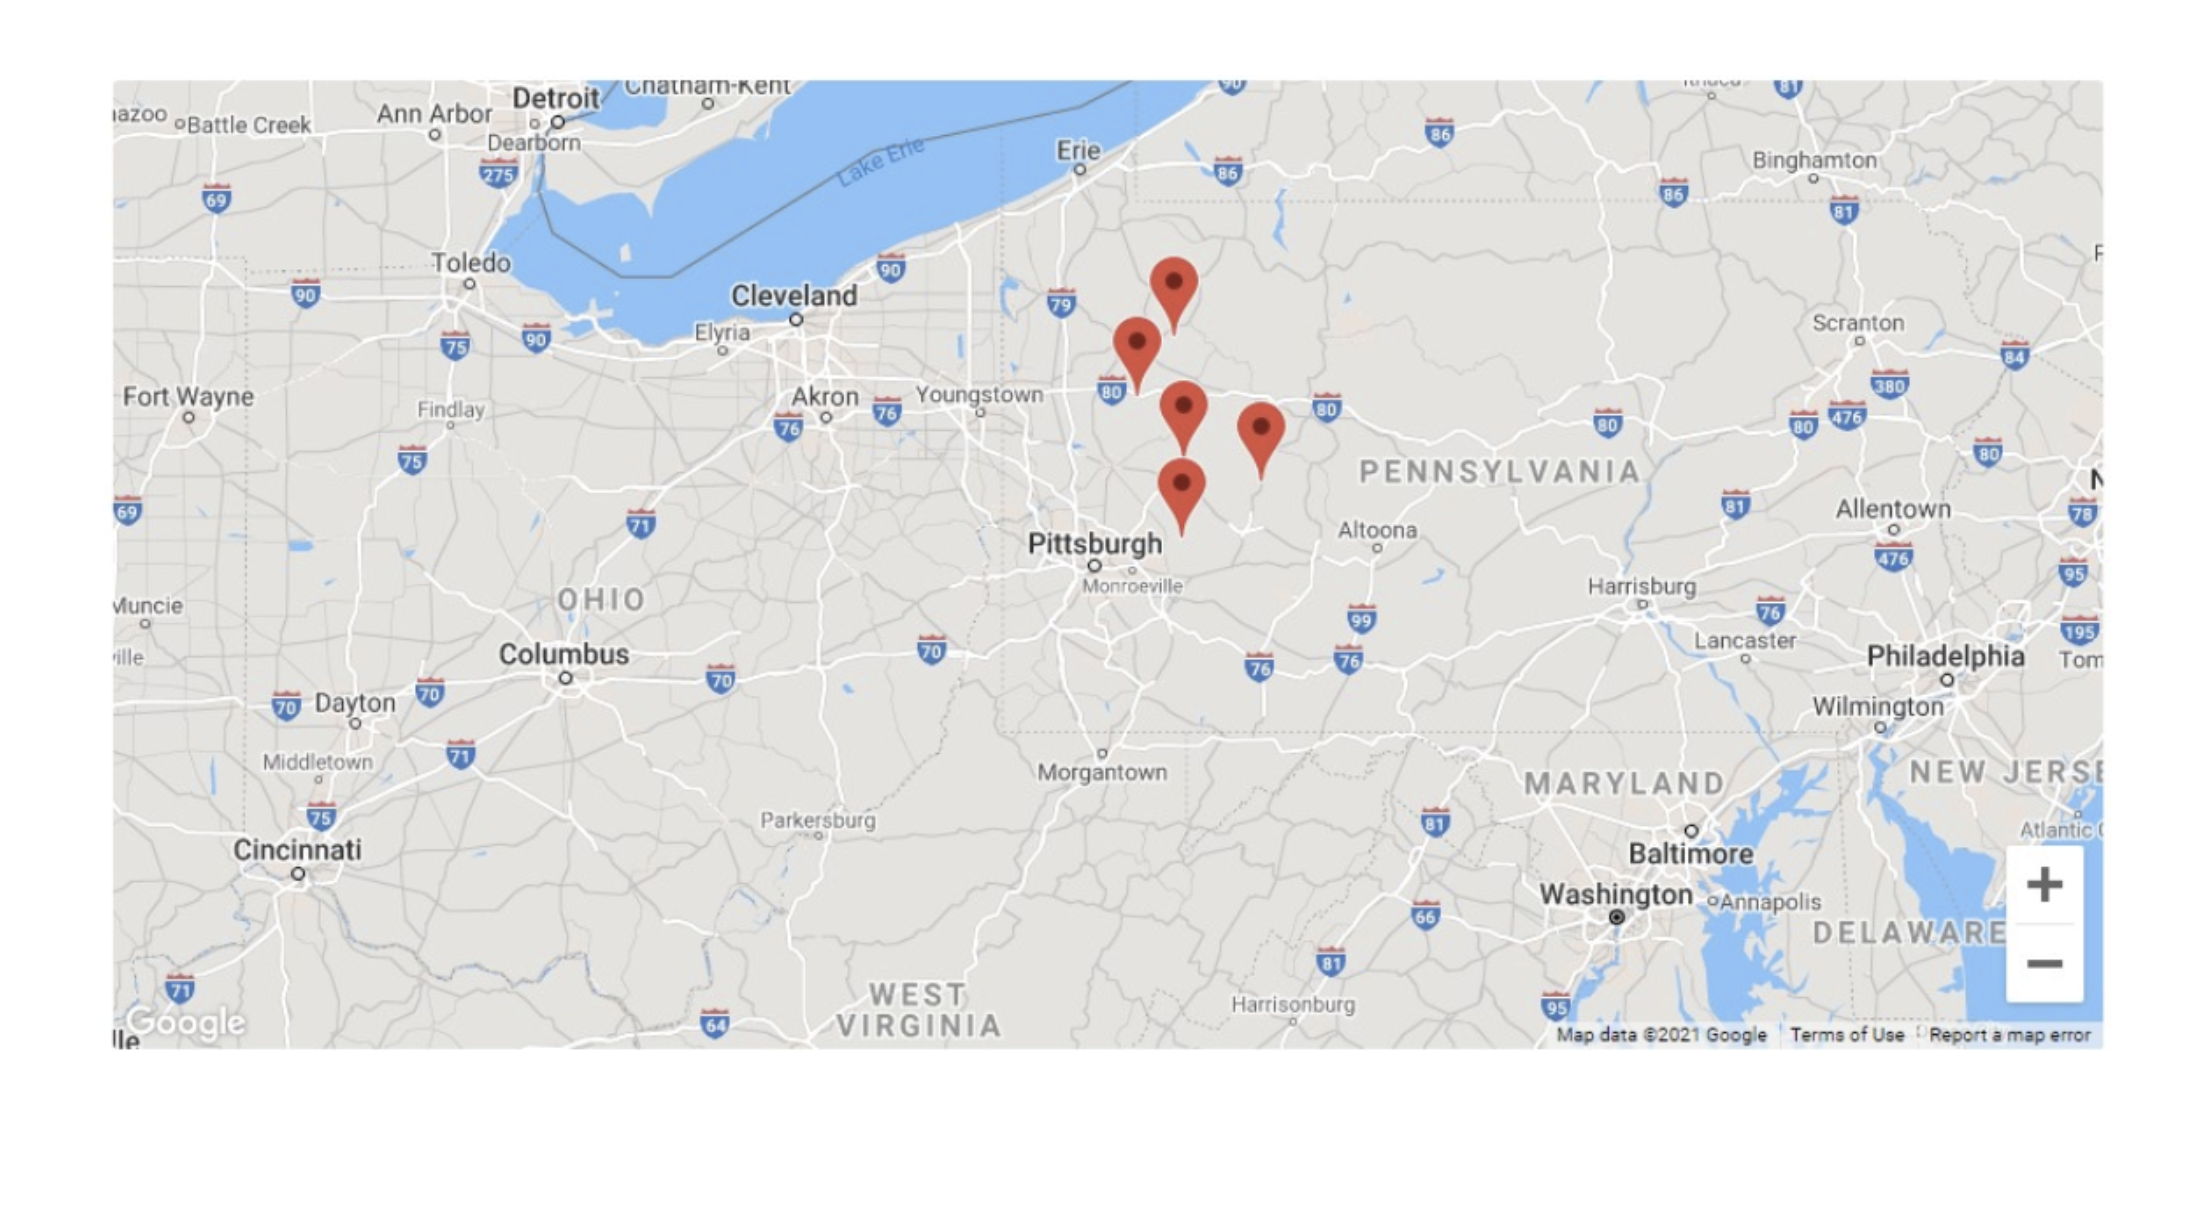 Chatham-Kent
Detroit
Ann Arbor
Battle Creek
Dearborn
275
90
81
86
Erie
86
Binghamton
86
81
69
Lake Erie
Toledo
90
90
Cleveland
79
Elyria
75
90
Scranton
84
Fort Wayne
Findlay
Akron
76
76
Youngstown
80
80
380
476
80
80
80
75
PENNSYLVANIA
69
71
81
Allentown
78
Altoona
476
Pittsburgh
Monroeville
95
Harrisburg
OHIO
Muncie
99
76
195
Columbus
70
70
76
76
Lancaster
Philadelphia
Tom
ville
70
Dayton
70
Wilmington
71
Middletown
Morgantown
MARYLAND
NEW JERSE
75
Parkersburg
81
Atlantic
Cincinnati
Baltimore
Washington
Annapolis
66
DELAWARE
81
71
WEST
VIRGINIA
Harrisonburg
95
64
Google
lle
Map data ©2021 Google
Terms of Use
Report a map error